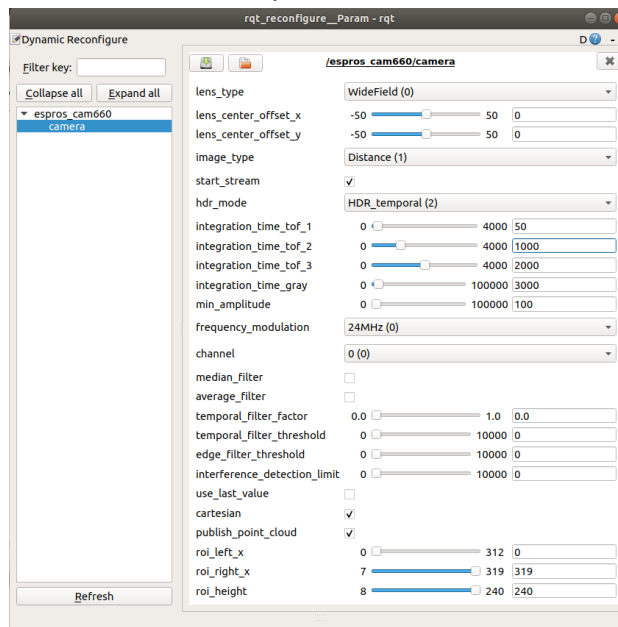 rqt_reconfigure__Param - rqt
Dynamic Reconfigure
D ? -
Filter key:
Collapse all Expand all
espros_cam660
camera
Refresh
/espros_cam660/camera
lens_type WideField (0)
lens_center_offset_x -50 50 0
lens_center_offset_y -50 50 0
image_type Distance (1)
start_stream
hdr_mode HDR_temporal (2)
integration_time_tof_1 0 4000 50
integration_time_tof_2 0 4000 1000
integration_time_tof_3 0 4000 2000
integration_time_gray 0 100000 3000
min_amplitude 0 100000 100
frequency_modulation 24MHz (0)
channel 0 (0)
median_filter
average_filter
temporal_filter_factor 0.0 1.0 0.0
temporal_filter_threshold 0 10000 0
edge_filter_threshold 0 10000 0
interference_detection_limit 0 10000 0
use_last_value
cartesian
publish_point_cloud
roi_left_x 0 312 0
roi_right_x 7 319 319
roi_height 8 240 240